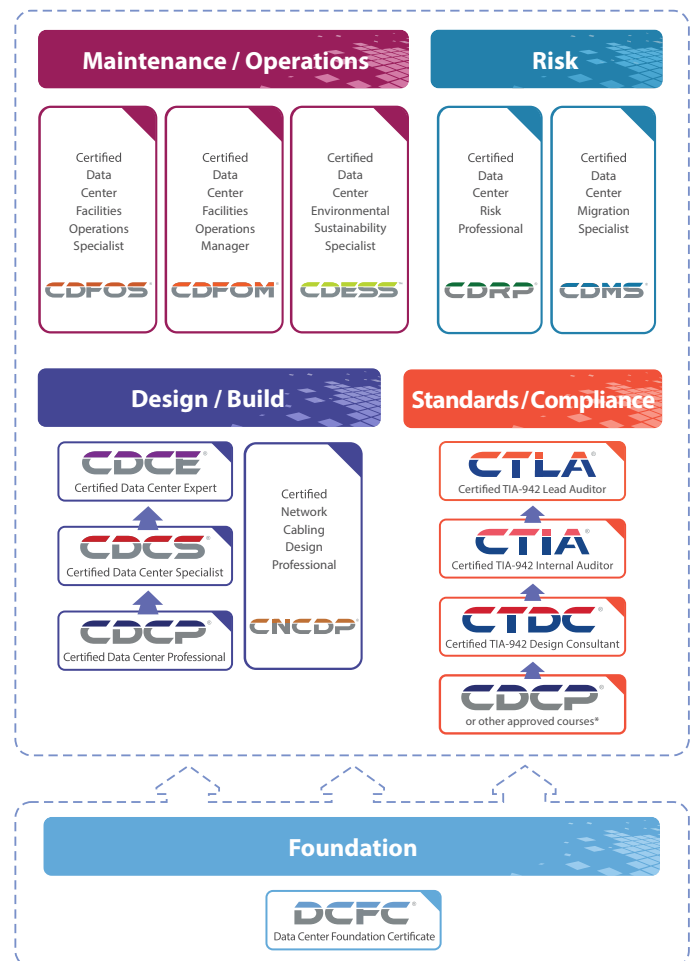 Maintenance / Operations
Risk
Certified
Data
Center
Facilities
Operations
Specialist
CDFOS®
Certified
Data
Center
Facilities
Operations
Manager
CDFOM®
Certified
Data
Center
Environmental
Sustainability
Specialist
CDESS®
Certified
Data
Center
Risk
Professional
CDRP®
Certified
Data
Center
Migration
Specialist
CDMS®
Design / Build
Standards/Compliance
CDCE®
Certified Data Center Expert
CDCS®
Certified Data Center Specialist
CDCP®
Certified Data Center Professional
Certified
Network
Cabling
Design
Professional
CNCDP®
CTLA®
Certified TIA-942 Lead Auditor
CTIA®
Certified TIA-942 Internal Auditor
CTDC®
Certified TIA-942 Design Consultant
CDCP®
or other approved courses*
Foundation
DCFC®
Data Center Foundation Certificate